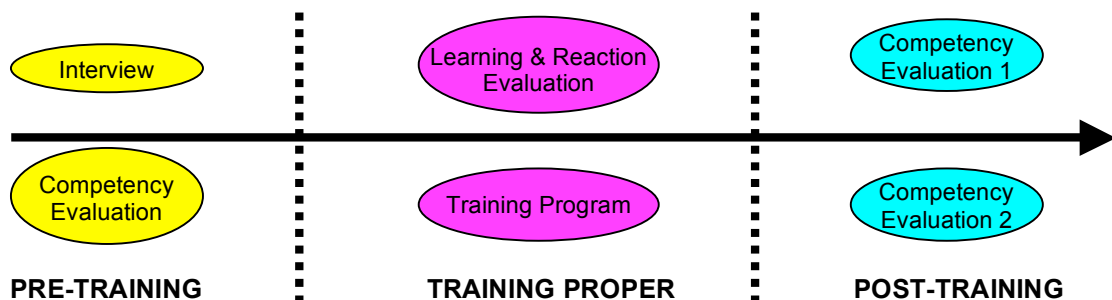 Interview
Learning & Reaction
Evaluation
Competency
Evaluation 1
Competency
Evaluation
Training Program
Competency
Evaluation 2
PRE-TRAINING
TRAINING PROPER
POST-TRAINING